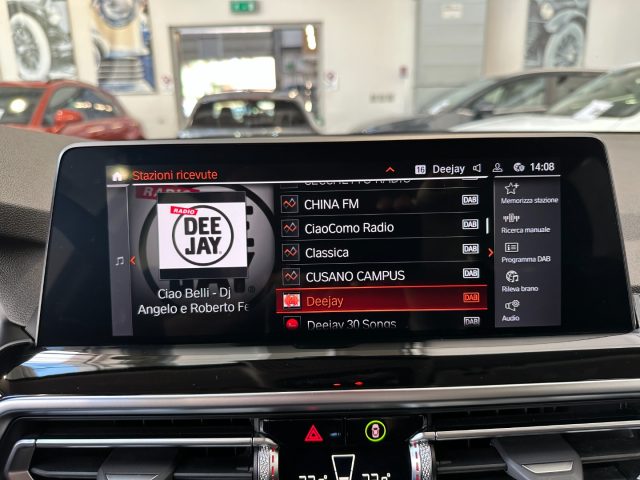 Stazioni ricevute
16 Deejay 14:08
RADIO
DEE
JAY
Ciao Belli - Dj
Angelo e Roberto Fe
CHINA FM DAB
CiaoComo Radio DAB
Classica DAB
CUSANO CAMPUS DAB
Deejay DAB
Deejay 30 Songs DAB
Memorizza stazione
Ricerca manuale
Programma DAB
Rileva brano
Audio